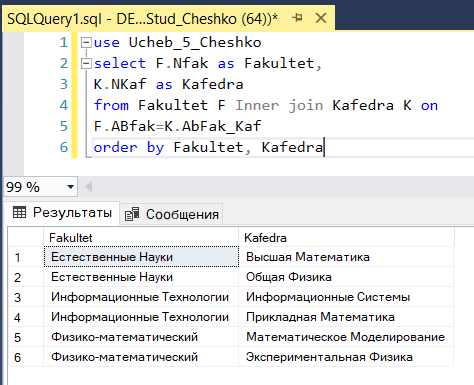 SQLQuery1.sql - DE...Stud_Cheshko (64))*
1 use Ucheb_5_Cheshko
2 select F.Nfak as Fakultet,
3 K.NKaf as Kafedra
4 from Fakultet F Inner join Kafedra K on
5 F.ABfak=K.AbFak_Kaf
6 order by Fakultet, Kafedra
99 %
Результаты Сообщения
Fakultet Kafedra
1 Естественные Науки Высшая Математика
2 Естественные Науки Общая Физика
3 Информационные Технологии Информационные Системы
4 Информационные Технологии Прикладная Математика
5 Физико-математический Математическое Моделирование
6 Физико-математический Экспериментальная Физика